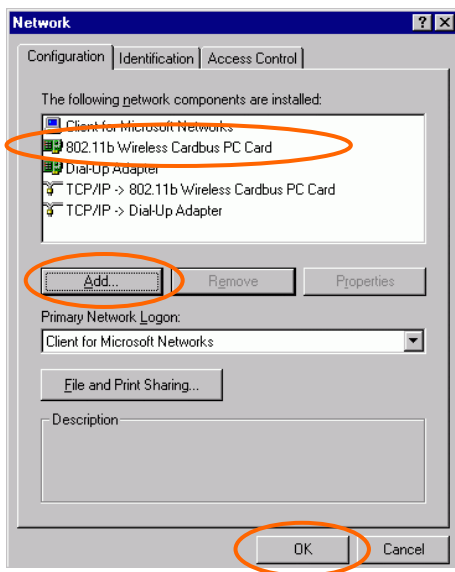 Network
Configuration Identification Access Control
The following network components are installed:
Client for Microsoft Networks
802.11b Wireless Cardbus PC Card
Dial-Up Adapter
TCP/IP -> 802.11b Wireless Cardbus PC Card
TCP/IP -> Dial-Up Adapter
Add... Remove Properties
Primary Network Logon:
Client for Microsoft Networks
File and Print Sharing...
Description
OK Cancel